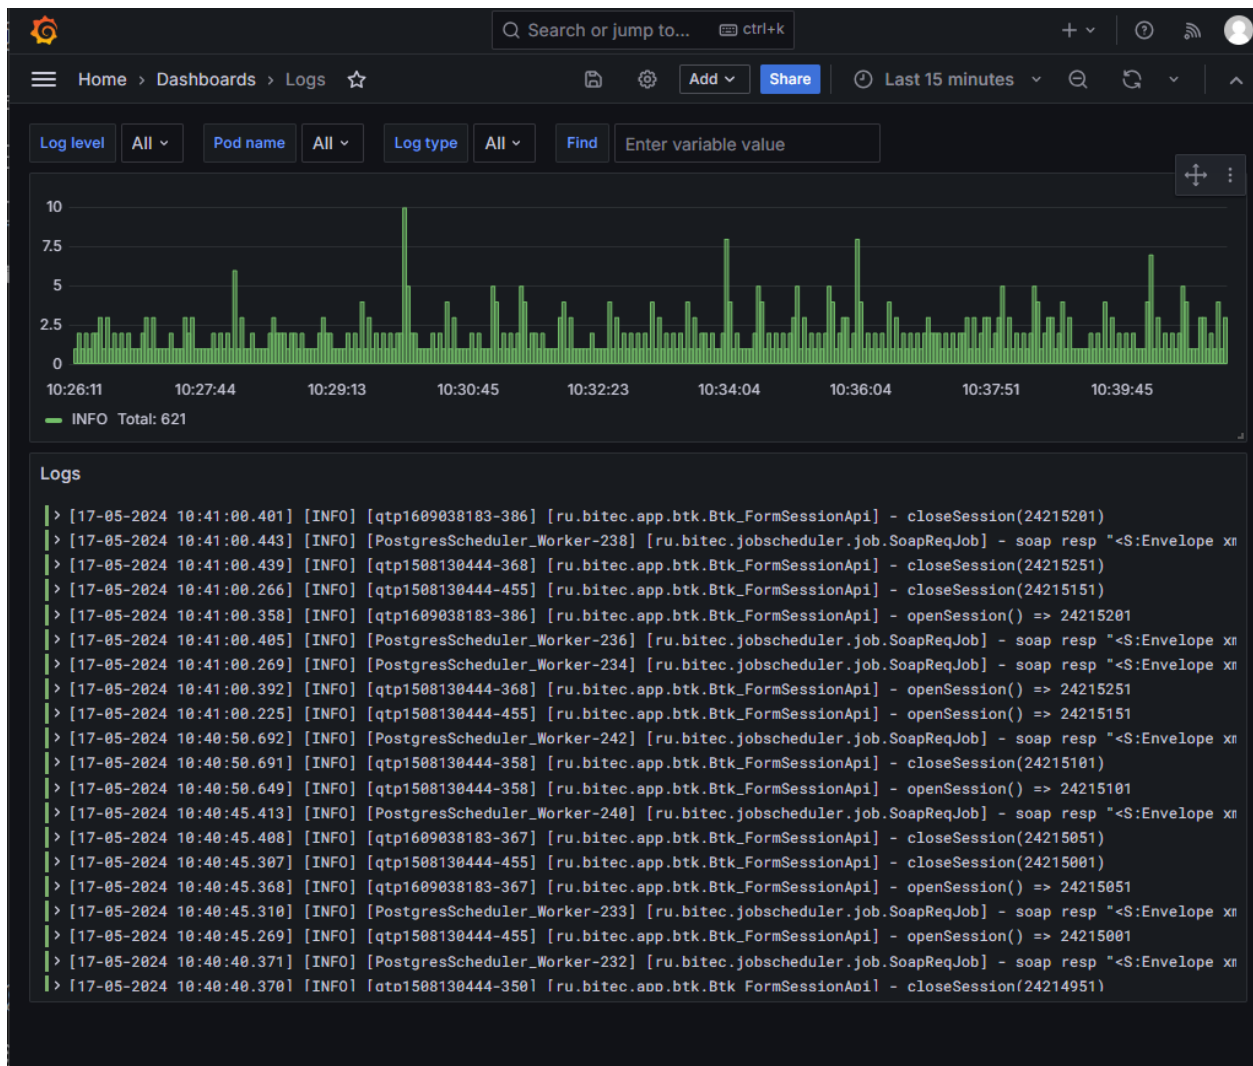 Search or jump to... ctrl+k
Home › Dashboards › Logs Add Share Last 15 minutes
Log level All Pod name All Log type All Find Enter variable value
10
7.5
5
2.5
0
10:26:11 10:27:44 10:29:13 10:30:45 10:32:23 10:34:04 10:36:04 10:37:51 10:39:45
INFO Total: 621
Logs
> [17-05-2024 10:41:00.401] [INFO] [qtp1609038183-386] [ru.bitec.app.btk.Btk_FormSessionApi] - closeSession(24215201)
> [17-05-2024 10:41:00.443] [INFO] [PostgresScheduler_Worker-238] [ru.bitec.jobscheduler.job.SoapReqJob] - soap resp "<S:Envelope xm
> [17-05-2024 10:41:00.439] [INFO] [qtp1508130444-368] [ru.bitec.app.btk.Btk_FormSessionApi] - closeSession(24215251)
> [17-05-2024 10:41:00.266] [INFO] [qtp1508130444-455] [ru.bitec.app.btk.Btk_FormSessionApi] - closeSession(24215151)
> [17-05-2024 10:41:00.358] [INFO] [qtp1609038183-386] [ru.bitec.app.btk.Btk_FormSessionApi] - openSession() => 24215201
> [17-05-2024 10:41:00.405] [INFO] [PostgresScheduler_Worker-236] [ru.bitec.jobscheduler.job.SoapReqJob] - soap resp "<S:Envelope xm
> [17-05-2024 10:41:00.269] [INFO] [PostgresScheduler_Worker-234] [ru.bitec.jobscheduler.job.SoapReqJob] - soap resp "<S:Envelope xm
> [17-05-2024 10:41:00.392] [INFO] [qtp1508130444-368] [ru.bitec.app.btk.Btk_FormSessionApi] - openSession() => 24215251
> [17-05-2024 10:41:00.225] [INFO] [qtp1508130444-455] [ru.bitec.app.btk.Btk_FormSessionApi] - openSession() => 24215151
> [17-05-2024 10:40:50.692] [INFO] [PostgresScheduler_Worker-242] [ru.bitec.jobscheduler.job.SoapReqJob] - soap resp "<S:Envelope xm
> [17-05-2024 10:40:50.691] [INFO] [qtp1508130444-358] [ru.bitec.app.btk.Btk_FormSessionApi] - closeSession(24215101)
> [17-05-2024 10:40:50.649] [INFO] [qtp1508130444-358] [ru.bitec.app.btk.Btk_FormSessionApi] - openSession() => 24215101
> [17-05-2024 10:40:45.413] [INFO] [PostgresScheduler_Worker-240] [ru.bitec.jobscheduler.job.SoapReqJob] - soap resp "<S:Envelope xm
> [17-05-2024 10:40:45.408] [INFO] [qtp1609038183-367] [ru.bitec.app.btk.Btk_FormSessionApi] - closeSession(24215051)
> [17-05-2024 10:40:45.307] [INFO] [qtp1508130444-455] [ru.bitec.app.btk.Btk_FormSessionApi] - closeSession(24215001)
> [17-05-2024 10:40:45.368] [INFO] [qtp1609038183-367] [ru.bitec.app.btk.Btk_FormSessionApi] - openSession() => 24215051
> [17-05-2024 10:40:45.310] [INFO] [PostgresScheduler_Worker-233] [ru.bitec.jobscheduler.job.SoapReqJob] - soap resp "<S:Envelope xm
> [17-05-2024 10:40:45.269] [INFO] [qtp1508130444-455] [ru.bitec.app.btk.Btk_FormSessionApi] - openSession() => 24215001
> [17-05-2024 10:40:40.371] [INFO] [PostgresScheduler_Worker-232] [ru.bitec.jobscheduler.job.SoapReqJob] - soap resp "<S:Envelope xm
> [17-05-2024 10:40:40.370] [INFO] [qtp1508130444-350] [ru.bitec.app.btk.Btk_FormSessionApi] - closeSession(24214951)